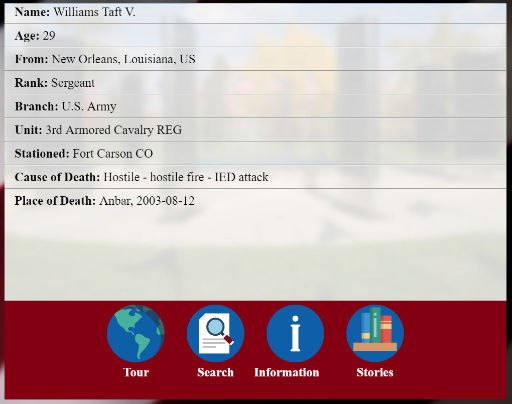 Name: Williams Taft V.
Age: 29
From: New Orleans, Louisiana, US
Rank: Sergeant
Branch: U.S. Army
Unit: 3rd Armored Cavalry REG
Stationed: Fort Carson CO
Cause of Death: Hostile - hostile fire - IED attack
Place of Death: Anbar, 2003-08-12
Tour Search Information Stories